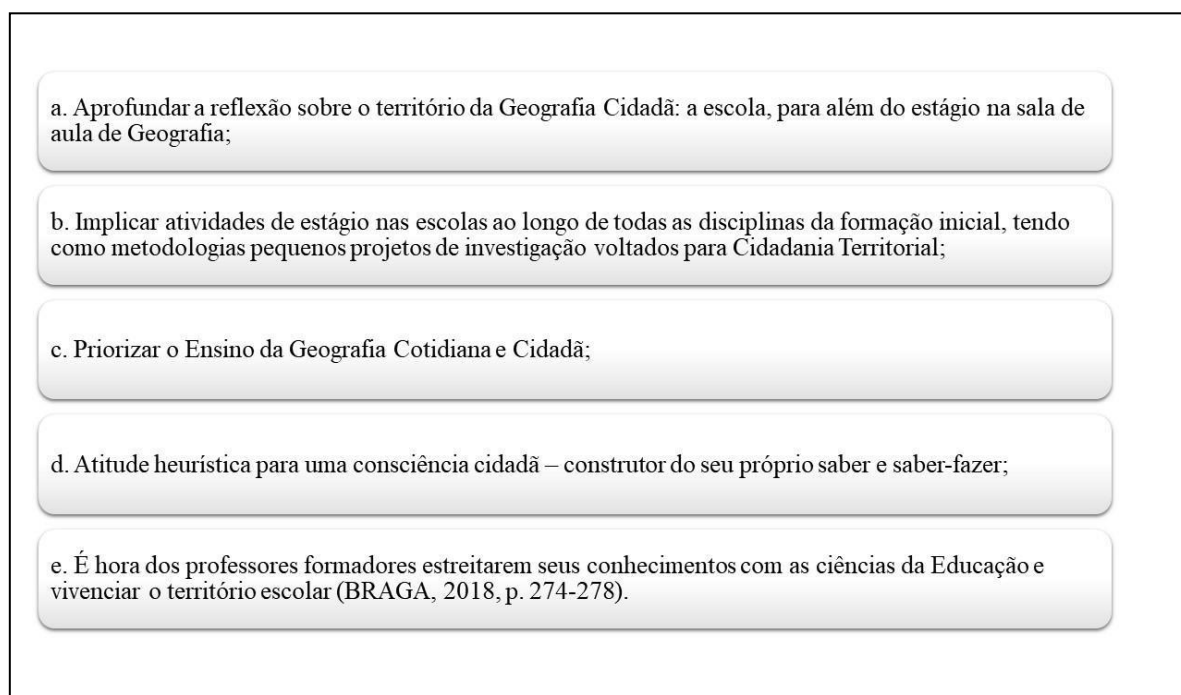 a. Aprofundar a reflexão sobre o território da Geografia Cidadã: a escola, para além do estágio na sala de
aula de Geografia;
b. Implicar atividades de estágio nas escolas ao longo de todas as disciplinas da formação inicial, tendo
como metodologias pequenos projetos de investigação voltados para Cidadania Territorial;
c. Priorizar o Ensino da Geografia Cotidiana e Cidadã;
d. Atitude heurística para uma consciência cidadã – construtor do seu próprio saber e saber-fazer;
e. É hora dos professores formadores estreitarem seus conhecimentos com as ciências da Educação e
vivenciar o território escolar (BRAGA, 2018, p. 274-278).